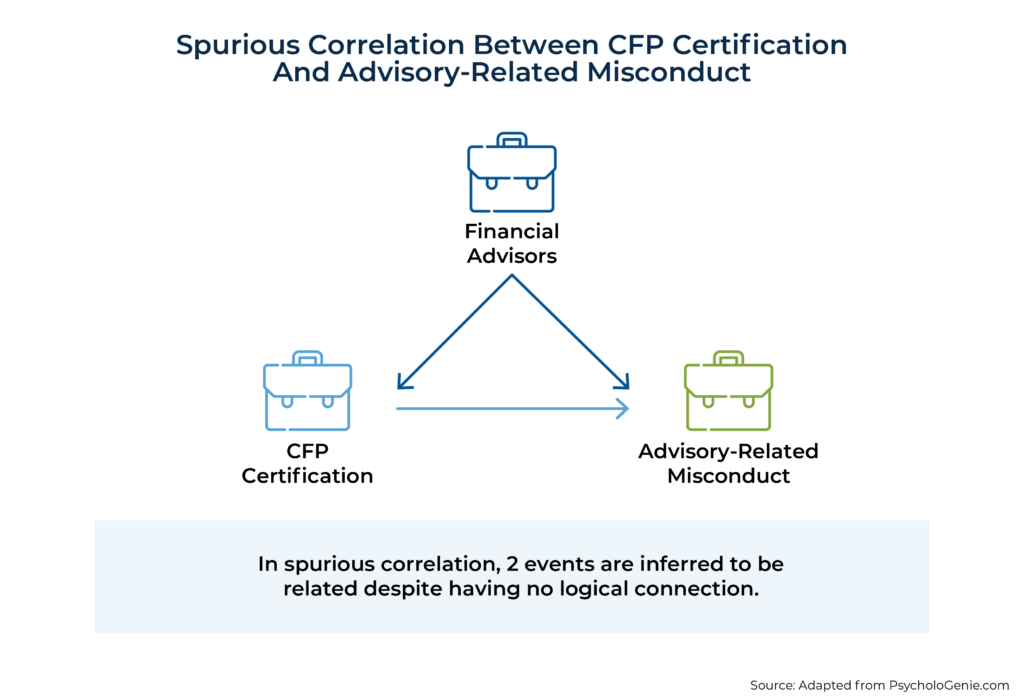 Spurious Correlation Between CFP Certification
And Advisory-Related Misconduct
Financial
Advisors
CFP
Certification
Advisory-Related
Misconduct
In spurious correlation, 2 events are inferred to be
related despite having no logical connection.
Source: Adapted from PsycholoGenie.com